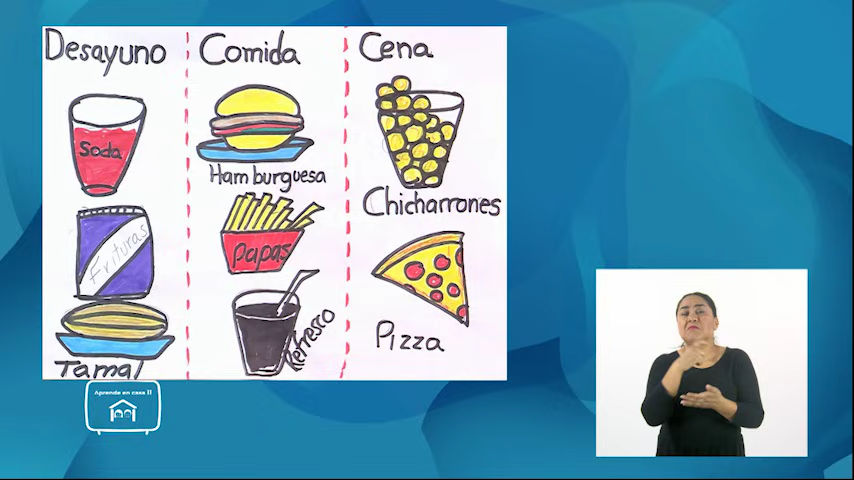 Desayuno
Soda
Frituras
Tamal
Comida
Hamburguesa
Papas
Refresco
Cena
Chicharrones
Pizza
Aprende en casa II